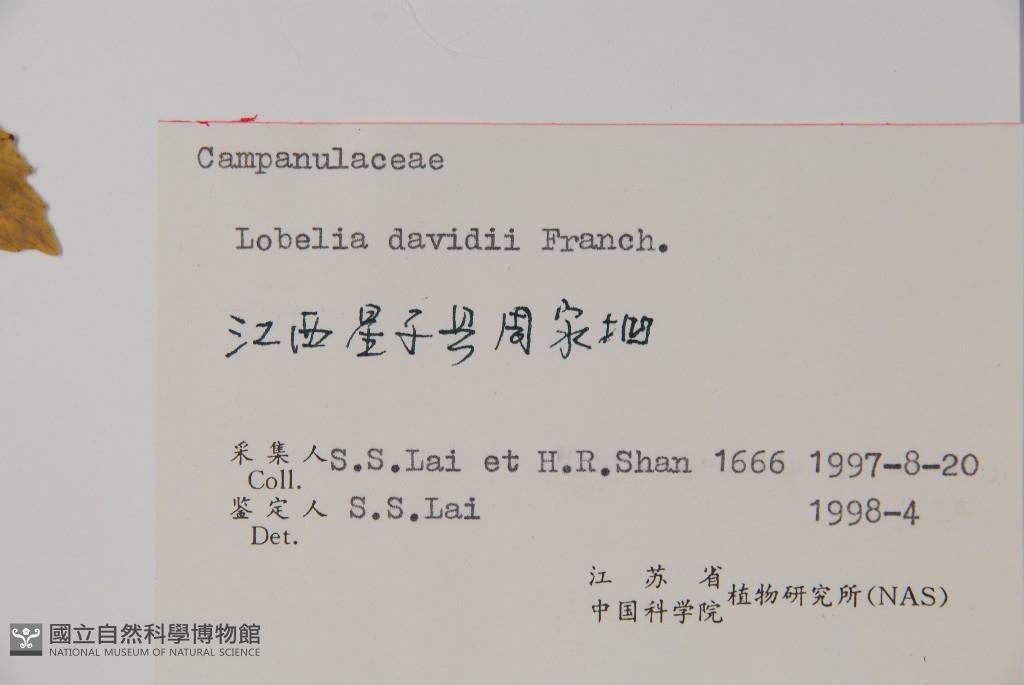 Campanulaceae
Lobelia davidii Franch.
江西星子县周家坳
采集人 S.S.Lai et H.R.Shan 1666 1997-8-20
Coll.
鉴定人 S.S.Lai 1998-4
Det.
江苏省
中国科学院 植物研究所(NAS)
國立自然科學博物館
NATIONAL MUSEUM OF NATURAL SCIENCE